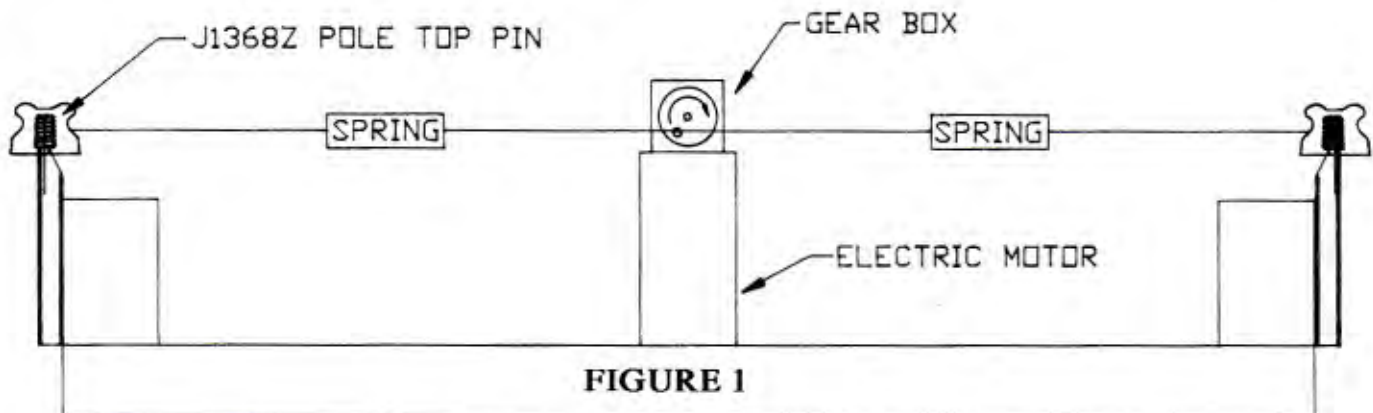 J1368Z POLE TOP PIN
GEAR BOX
SPRING
SPRING
ELECTRIC MOTOR
FIGURE 1